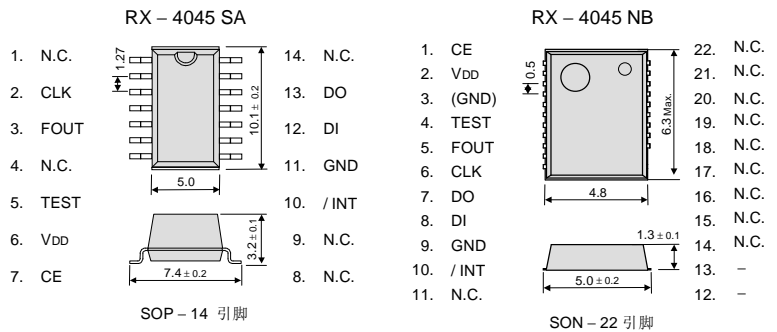 RX – 4045 SA
1. N.C.
2. CLK
3. FOUT
4. N.C.
5. TEST
6. VDD
7. CE
1.27
10.1 ± 0.2
5.0
3.2 ± 0.1
7.4 ± 0.2
14. N.C.
13. DO
12. DI
11. GND
10. / INT
9. N.C.
8. N.C.
SOP – 14 引脚
RX – 4045 NB
1. CE
2. VDD
3. (GND)
4. TEST
5. FOUT
6. CLK
7. DO
8. DI
9. GND
10. / INT
11. N.C.
0.5
6.3 Max.
4.8
1.3 ± 0.1
5.0 ± 0.2
22. N.C.
21. N.C.
20. N.C.
19. N.C.
18. N.C.
17. N.C.
16. N.C.
15. N.C.
14. N.C.
13. –
12. –
SON – 22 引脚